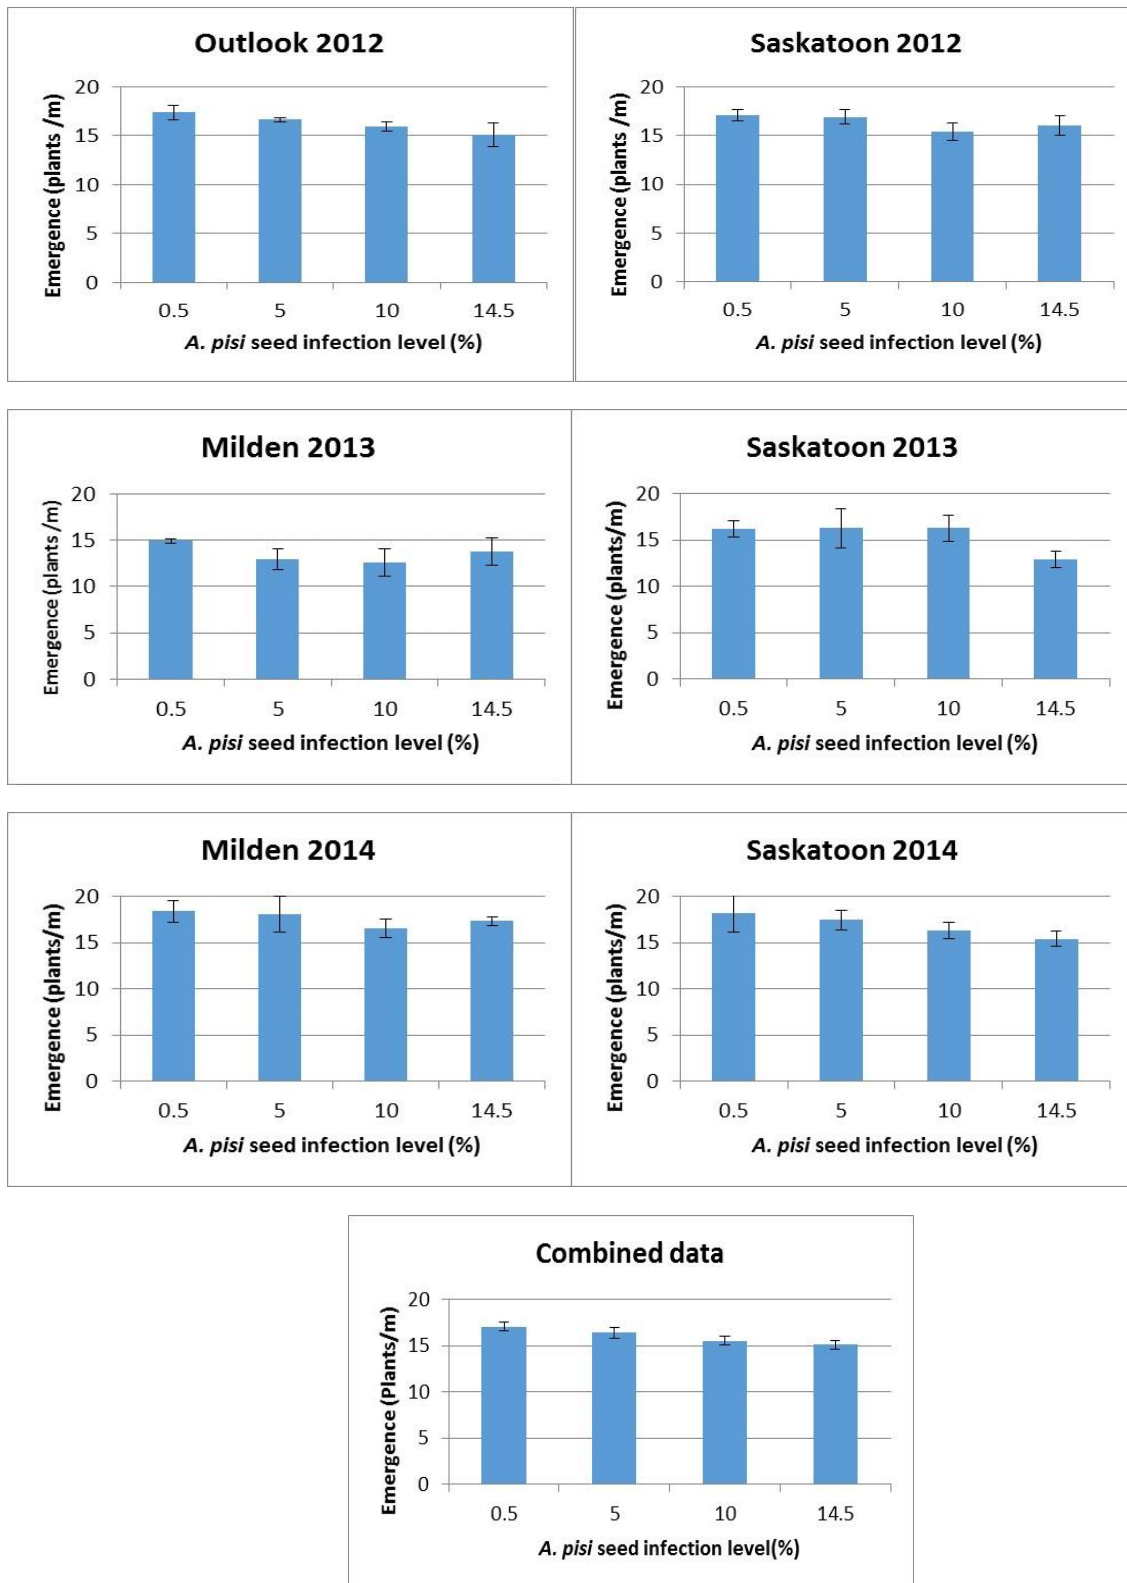 Outlook 2012
Emergence (plants /m)
20
15
10
5
0
0.5 5 10 14.5
A. pisi seed infection level (%)
Saskatoon 2012
Emergence (plants /m)
20
15
10
5
0
0.5 5 10 14.5
A. pisi seed infection level (%)
Milden 2013
Emergence (plants /m)
20
15
10
5
0
0.5 5 10 14.5
A. pisi seed infection level (%)
Saskatoon 2013
Emergence (plants/m)
20
15
10
5
0
0.5 5 10 14.5
A. pisi seed infection level (%)
Milden 2014
Emergence (plants/m)
20
15
10
5
0
0.5 5 10 14.5
A. pisi seed infection level (%)
Saskatoon 2014
Emergence (plants/m)
20
15
10
5
0
0.5 5 10 14.5
A. pisi seed infection level (%)
Combined data
Emergence (Plants/m)
20
15
10
5
0
0.5 5 10 14.5
A. pisi seed infection level(%)